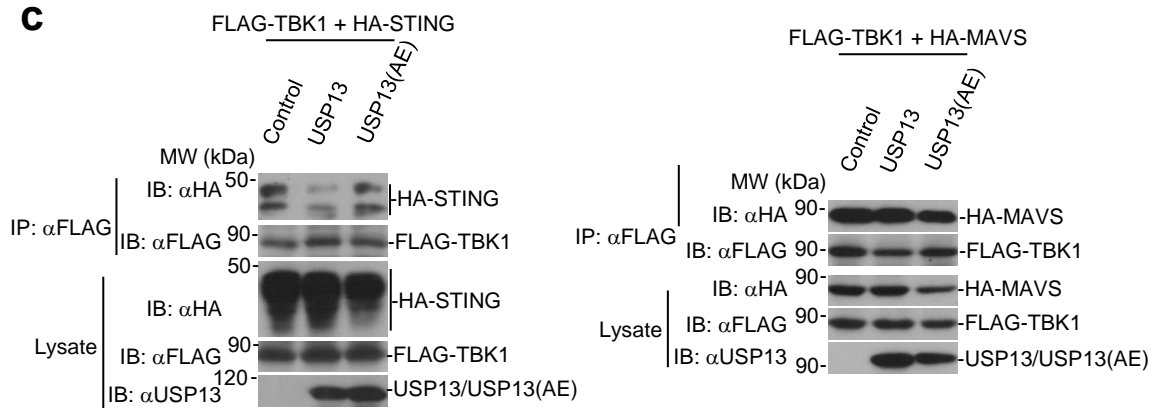 c
FLAG-TBK1 + HA-STING
Control
USP13
USP13(AE)
MW (kDa)
IP: αFLAG
IB: αHA
50-
-HA-STING
IB: αFLAG
90-
-FLAG-TBK1
Lysate
50-
IB: αHA
-HA-STING
IB: αFLAG
90-
-FLAG-TBK1
120-
IB: αUSP13
-USP13/USP13(AE)
FLAG-TBK1 + HA-MAVS
Control
USP13
USP13(AE)
MW (kDa)
IP: αFLAG
IB: αHA
90-
-HA-MAVS
IB: αFLAG
90-
-FLAG-TBK1
Lysate
90-
IB: αHA
-HA-MAVS
90-
IB: αFLAG
-FLAG-TBK1
IB: αUSP13
90-
-USP13/USP13(AE)